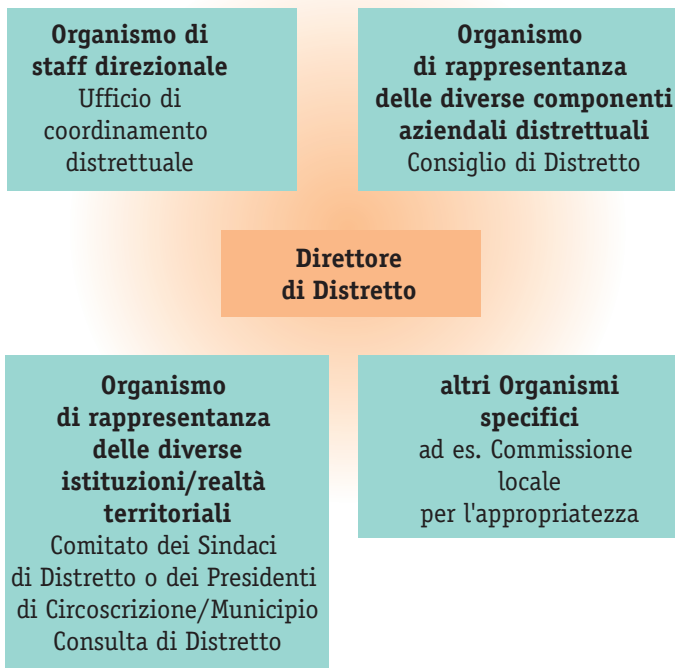 Organismo di
staff direzionale
Ufficio di
coordinamento
distrettuale
Organismo
di rappresentanza
delle diverse componenti
aziendali distrettuali
Consiglio di Distretto
Direttore
di Distretto
Organismo
di rappresentanza
delle diverse
istituzioni/realtà
territoriali
Comitato dei Sindaci
di Distretto o dei Presidenti
di Circoscrizione/Municipio
Consulta di Distretto
altri Organismi
specifici
ad es. Commissione
locale
per l'appropriatezza